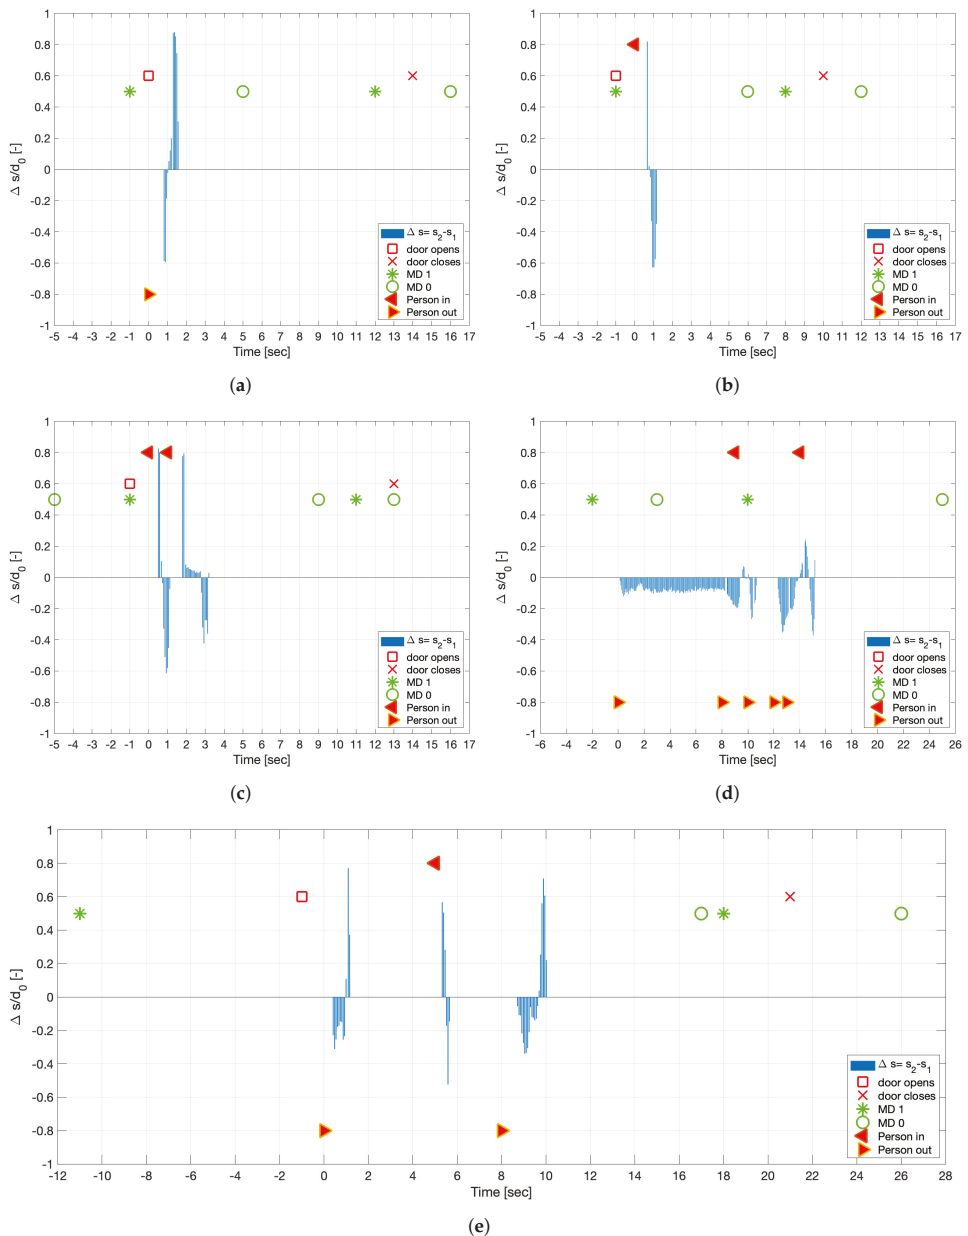 1
0.8
0.6
0.4
0.2
0
-0.2
-0.4
-0.6
-0.8
-1
Δ s/d0 [-]
-5 -4 -3 -2 -1 0 1 2 3 4 5 6 7 8 9 10 11 12 13 14 15 16 17
Time [sec]
Δ s= s2-s1
door opens
door closes
MD 1
MD 0
Person in
Person out
(a)
1
0.8
0.6
0.4
0.2
0
-0.2
-0.4
-0.6
-0.8
-1
Δ s/d0 [-]
-5 -4 -3 -2 -1 0 1 2 3 4 5 6 7 8 9 10 11 12 13 14 15 16 17
Time [sec]
Δ s= s2-s1
door opens
door closes
MD 1
MD 0
Person in
Person out
(b)
1
0.8
0.6
0.4
0.2
0
-0.2
-0.4
-0.6
-0.8
-1
Δ s/d0 [-]
-5 -4 -3 -2 -1 0 1 2 3 4 5 6 7 8 9 10 11 12 13 14 15 16 17
Time [sec]
Δ s= s2-s1
door opens
door closes
MD 1
MD 0
Person in
Person out
(c)
1
0.8
0.6
0.4
0.2
0
-0.2
-0.4
-0.6
-0.8
-1
Δ s/d0 [-]
-6 -4 -2 0 2 4 6 8 10 12 14 16 18 20 22 24 26
Time [sec]
Δ s= s2-s1
door opens
door closes
MD 1
MD 0
Person in
Person out
(d)
1
0.8
0.6
0.4
0.2
0
-0.2
-0.4
-0.6
-0.8
-1
Δ s/d0 [-]
-12 -10 -8 -6 -4 -2 0 2 4 6 8 10 12 14 16 18 20 22 24 26 28
Time [sec]
Δ s= s2-s1
door opens
door closes
MD 1
MD 0
Person in
Person out
(e)